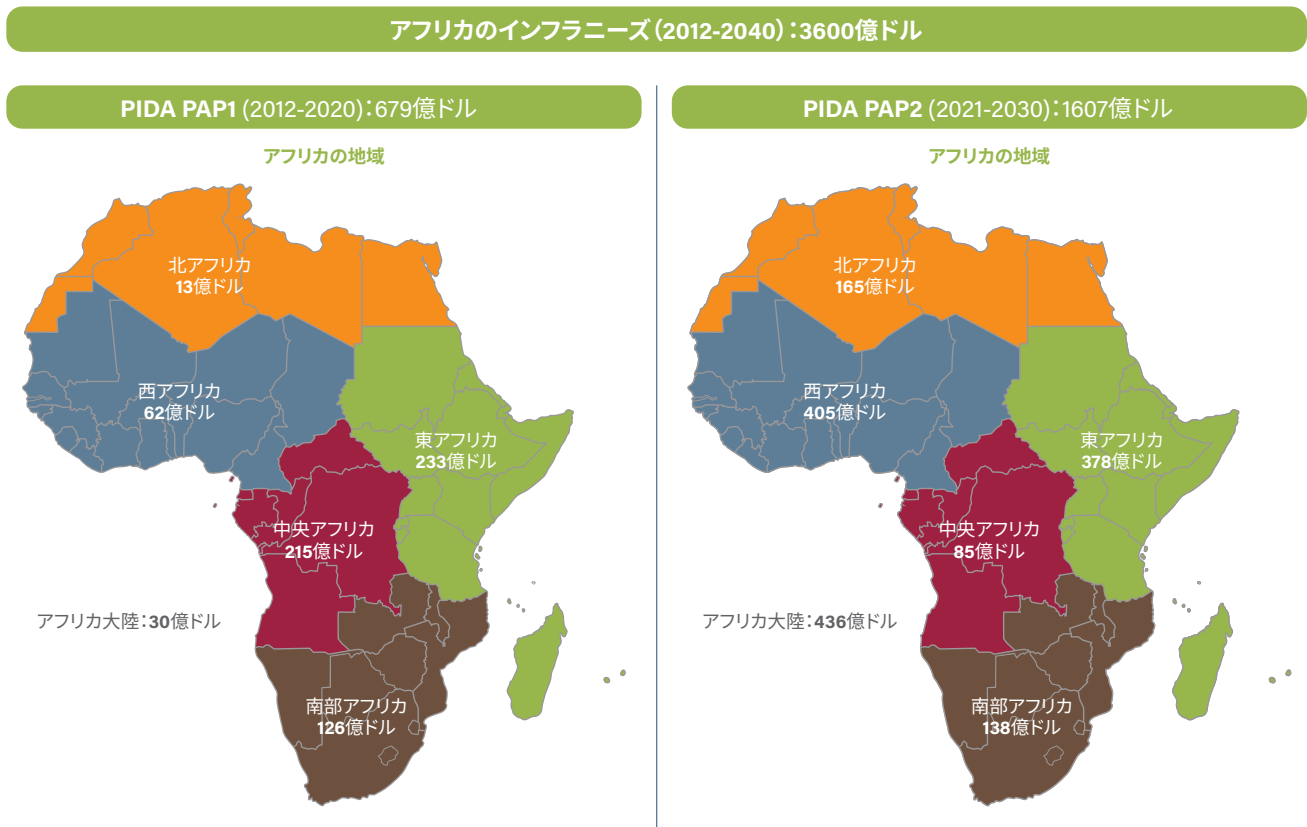 アフリカのインフラニーズ（2012-2040）：3600億ドル
PIDA PAP1 (2012-2020)：679億ドル
アフリカの地域
北アフリカ
13億ドル
西アフリカ
62億ドル
東アフリカ
233億ドル
中央アフリカ
215億ドル
アフリカ大陸：30億ドル
南部アフリカ
126億ドル
PIDA PAP2 (2021-2030)：1607億ドル
アフリカの地域
北アフリカ
165億ドル
西アフリカ
405億ドル
東アフリカ
378億ドル
中央アフリカ
85億ドル
アフリカ大陸：436億ドル
南部アフリカ
138億ドル